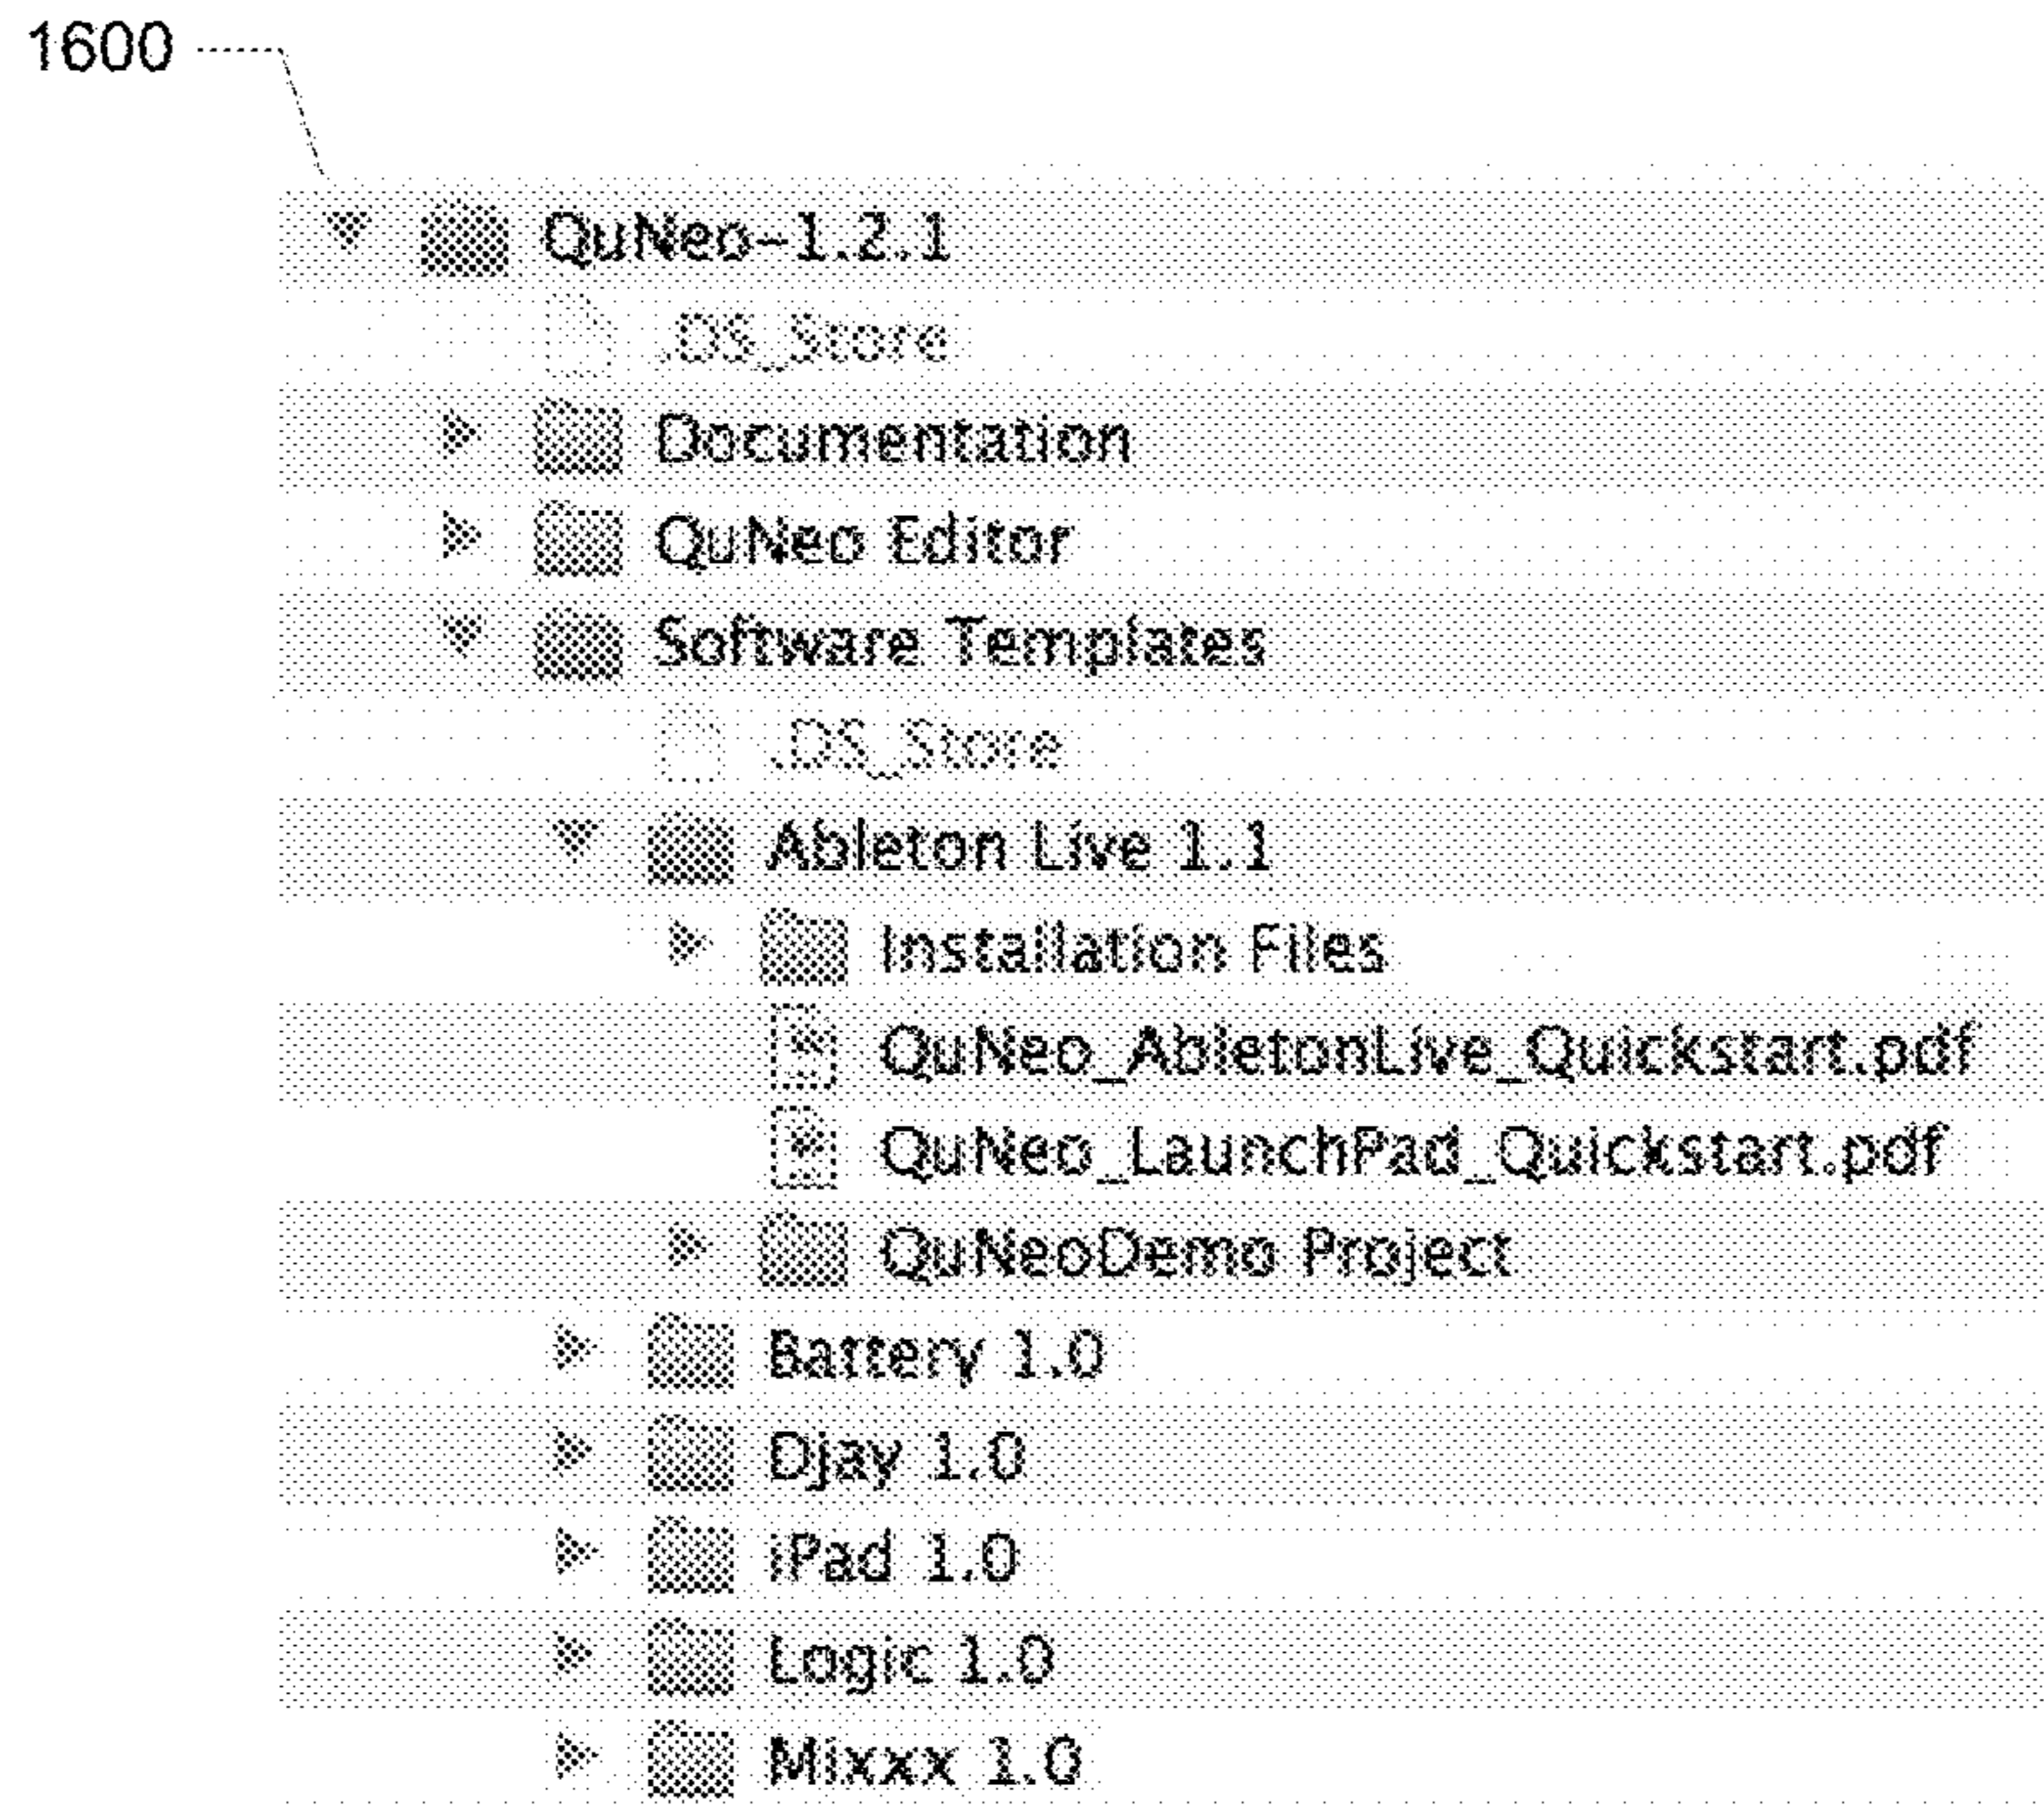 1600
QuNeo-1.2.1
.DS_Store
Documentation
QuNeo Editor
Software Templates
.DS_Store
Ableton Live 1.1
Installation Files
QuNeo_AbletonLive_Quickstart.pdf
QuNeo_LaunchPad_Quickstart.pdf
QuNeoDemo Project
Battery 1.0
Djay 1.0
iPad 1.0
Logic 1.0
Mixxx 1.0